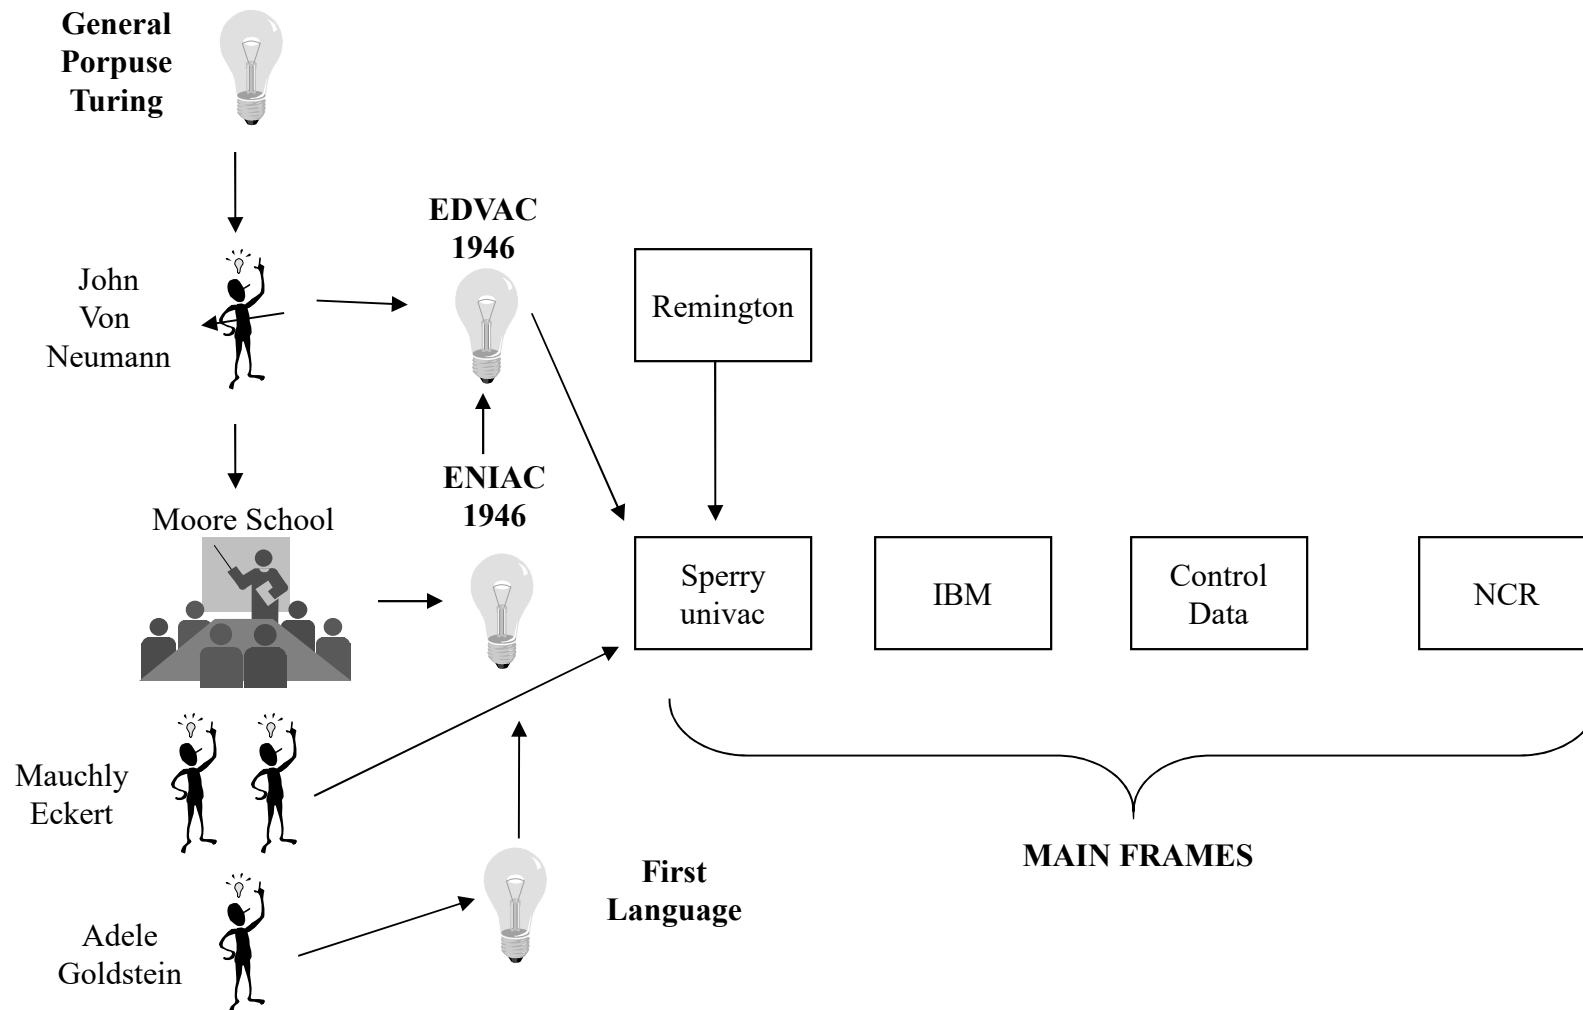 General
Porpuse
Turing
EDVAC
1946
John
Von
Neumann
Remington
ENIAC
1946
Moore School
Sperry
univac
IBM
Control
Data
NCR
Mauchly
Eckert
MAIN FRAMES
First
Language
Adele
Goldstein